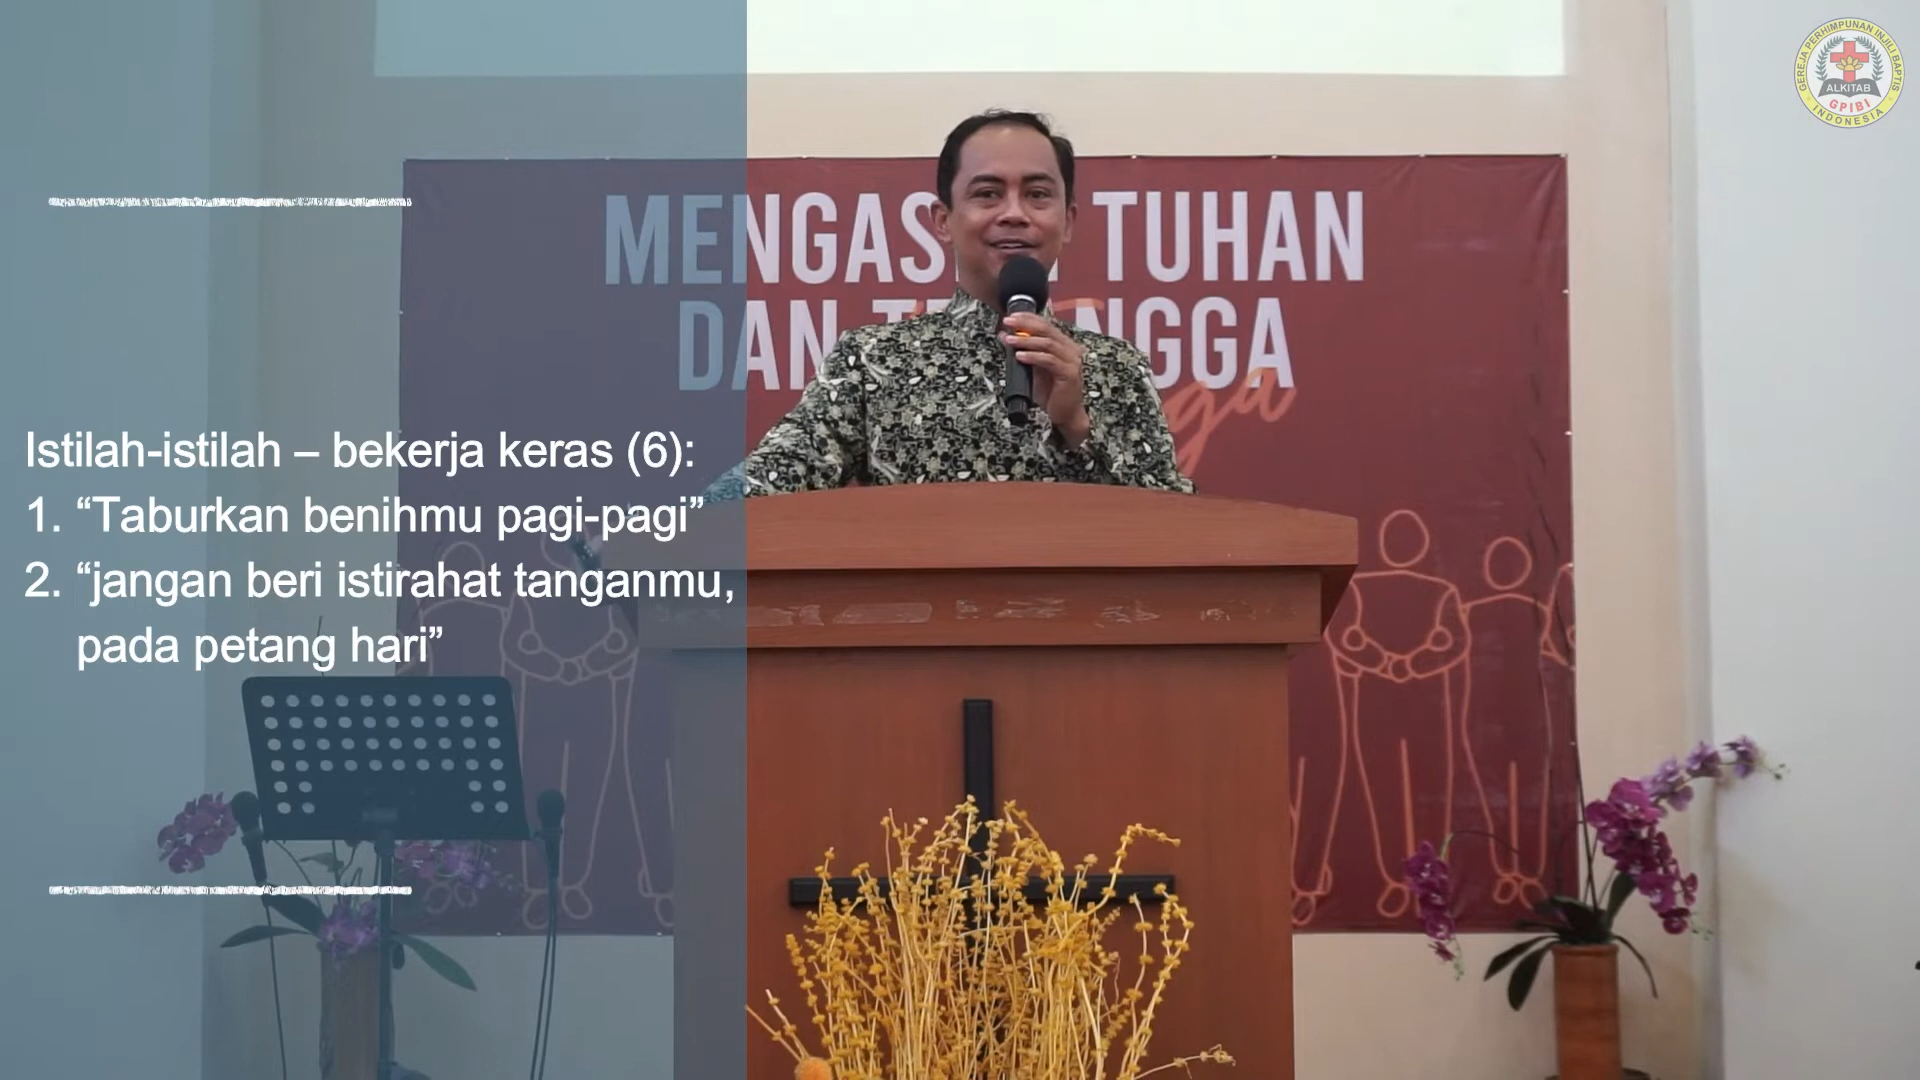 GEREJA PERHIMPUNAN INJILI BAPTIS
ALKITAB
GPIBI
INDONESIA
MENGAS TUHAN
DAN NGGA
ga
Istilah-istilah – bekerja keras (6):
1. “Taburkan benihmu pagi-pagi”
2. “jangan beri istirahat tanganmu,
pada petang hari”